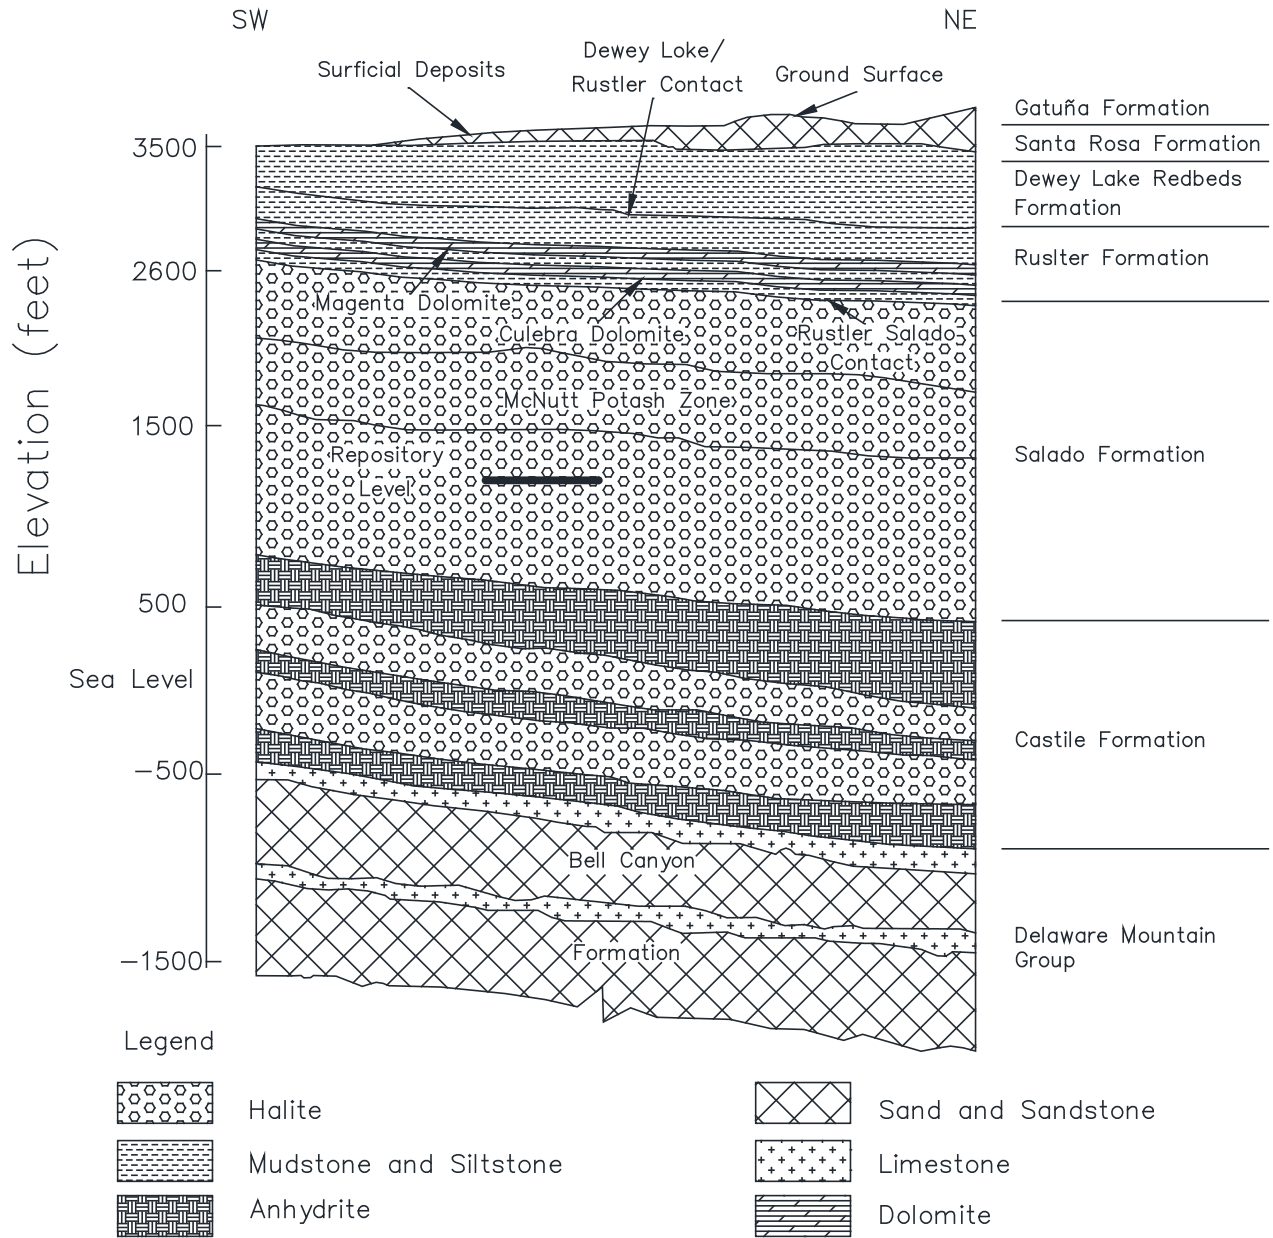 SW
NE
Dewey Loke/
Rustler Contact
Surficial Deposits
Ground Surface
Gatuña Formation
3500
Santa Rosa Formation
Dewey Lake Redbeds
Formation
Ruslter Formation
2600
Magenta Dolomite
Culebra Dolomite
Rustler Salado
Contact
Elevation (feet)
McNutt Potash Zone
1500
Repository
Level
Salado Formation
500
Sea Level
Castile Formation
-500
Bell Canyon
Formation
Delaware Mountain
Group
-1500
Legend
Halite
Sand and Sandstone
Mudstone and Siltstone
Limestone
Anhydrite
Dolomite